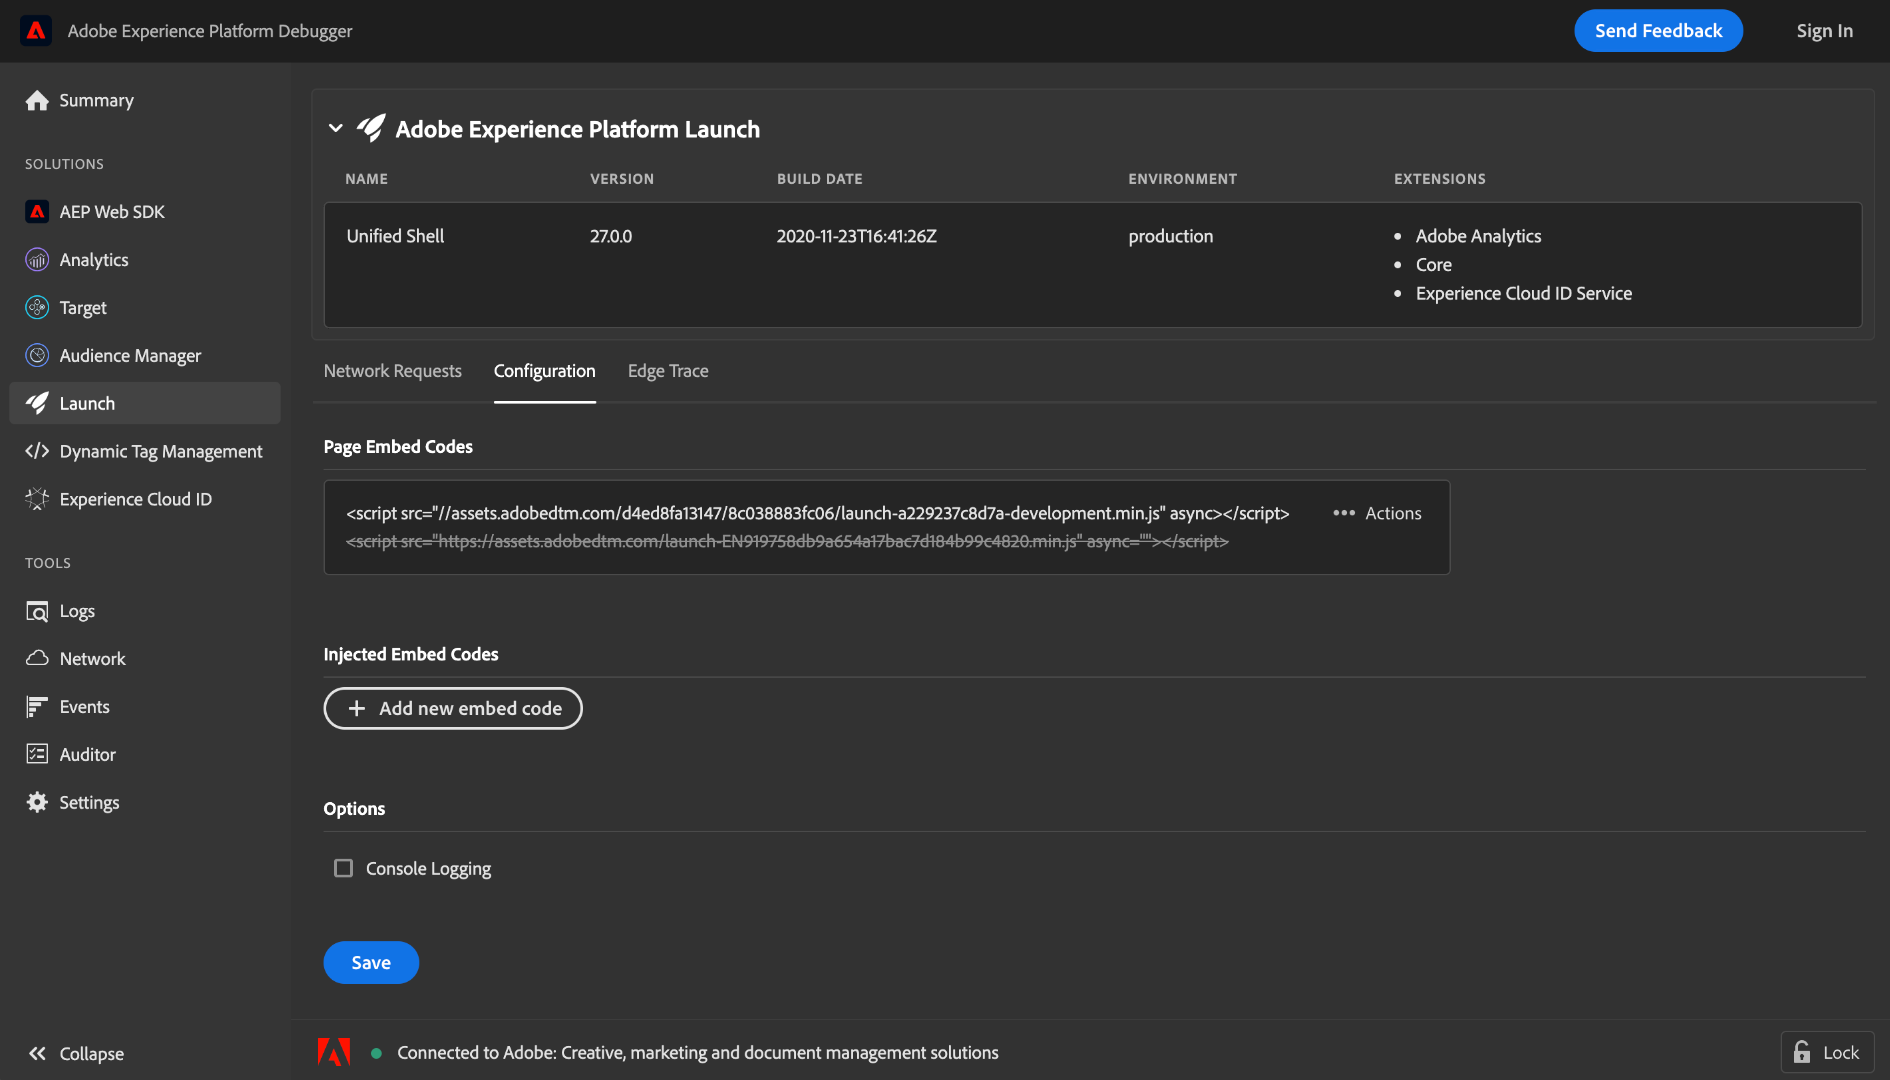 Adobe Experience Platform Debugger
Send Feedback
Sign In
Summary
SOLUTIONS
AEP Web SDK
Analytics
Target
Audience Manager
Launch
Dynamic Tag Management
Experience Cloud ID
TOOLS
Logs
Network
Events
Auditor
Settings
Collapse
Adobe Experience Platform Launch
NAME VERSION BUILD DATE ENVIRONMENT EXTENSIONS
Unified Shell 27.0.0 2020-11-23T16:41:26Z production • Adobe Analytics
• Core
• Experience Cloud ID Service
Network Requests Configuration Edge Trace
Page Embed Codes
<script src="//assets.adobedtm.com/d4ed8fa13147/8c038883fc06/launch-a229237c8d7a-development.min.js" async></script> ••• Actions
<script src="https://assets.adobedtm.com/launch-EN919758db9a654a17bac7d184b99c4820.min.js" async=""></script>
Injected Embed Codes
+ Add new embed code
Options
Console Logging
Save
Connected to Adobe: Creative, marketing and document management solutions
Lock